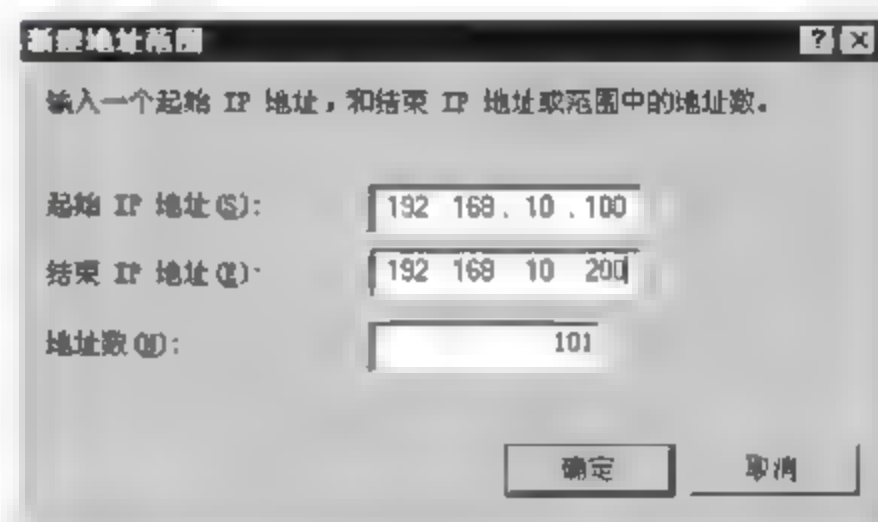 新建地址范围
输入一个起始 IP 地址，和结束 IP 地址或范围中的地址数。
起始 IP 地址(S):
192 168 . 10 . 100
结束 IP 地址(E):
192 168 10 200
地址数(N):
101
确定
取消